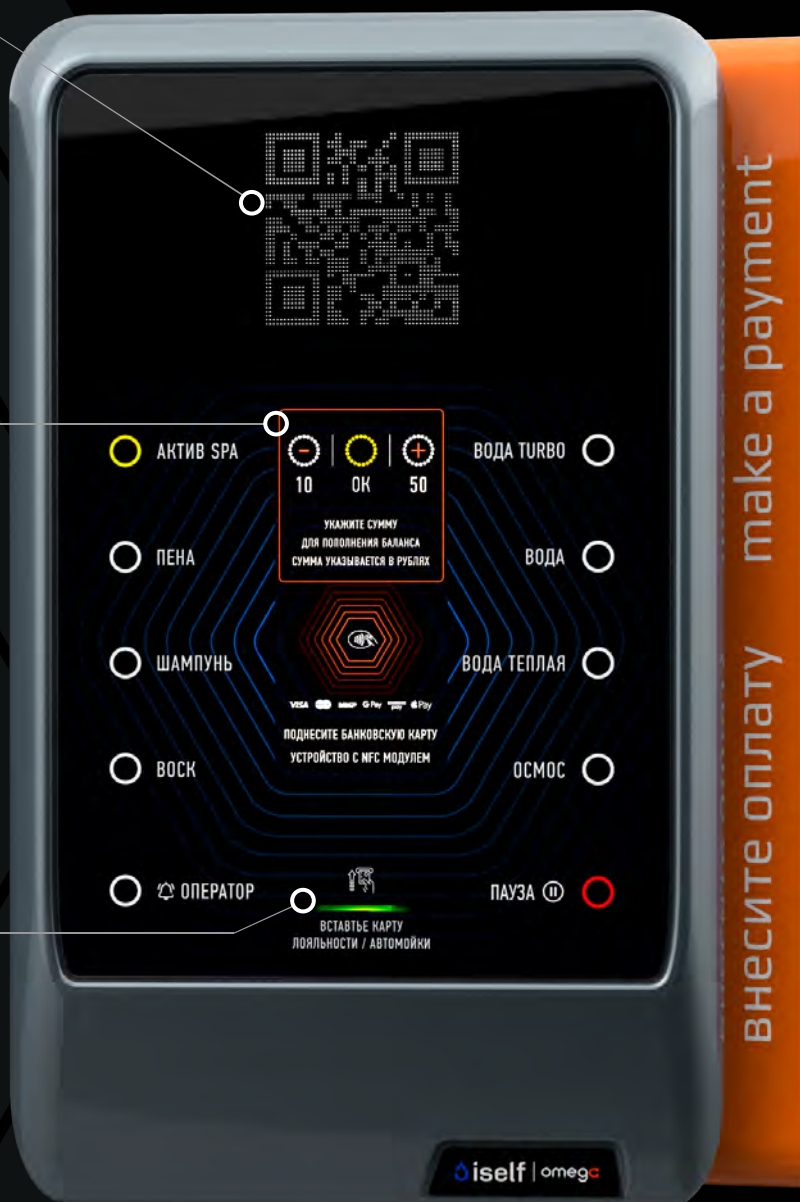 АКТИВ SPA
ПЕНА
ШАМПУНЬ
ВОСК
ОПЕРАТОР
10 ОК 50
УКАЖИТЕ СУММУ
ДЛЯ ПОПОЛНЕНИЯ БАЛАНСА
СУММА УКАЗЫВАЕТСЯ В РУБЛЯХ
VISA G Pay Pay
ПОДНЕСИТЕ БАНКОВСКУЮ КАРТУ
УСТРОЙСТВО С NFC МОДУЛЕМ
ВСТАВТЬЕ КАРТУ
ЛОЯЛЬНОСТИ / АВТОМОЙКИ
ВОДА TURBO
ВОДА
ВОДА ТЕПЛАЯ
ОСМОС
ПАУЗА
внесите оплату make a payment
iself | omega